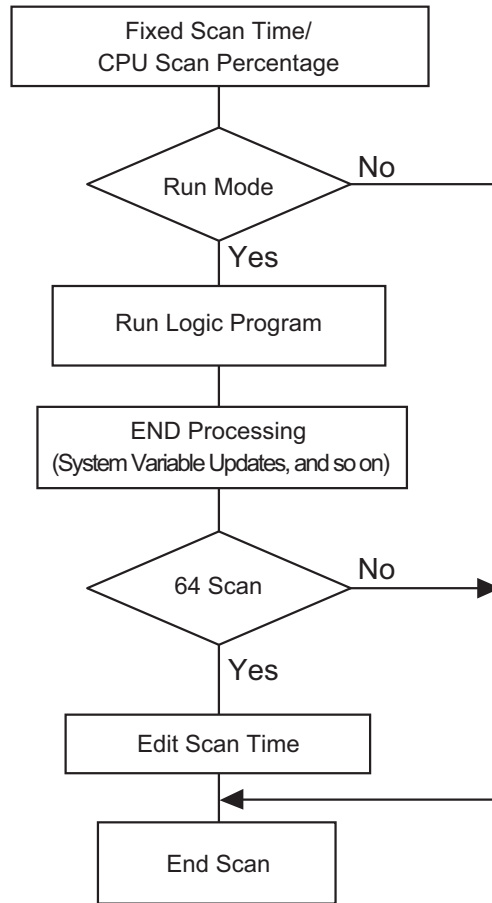 Fixed Scan Time/
CPU Scan Percentage
Run Mode
No
Yes
Run Logic Program
END Processing
(System Variable Updates, and so on)
64 Scan
No
Yes
Edit Scan Time
End Scan